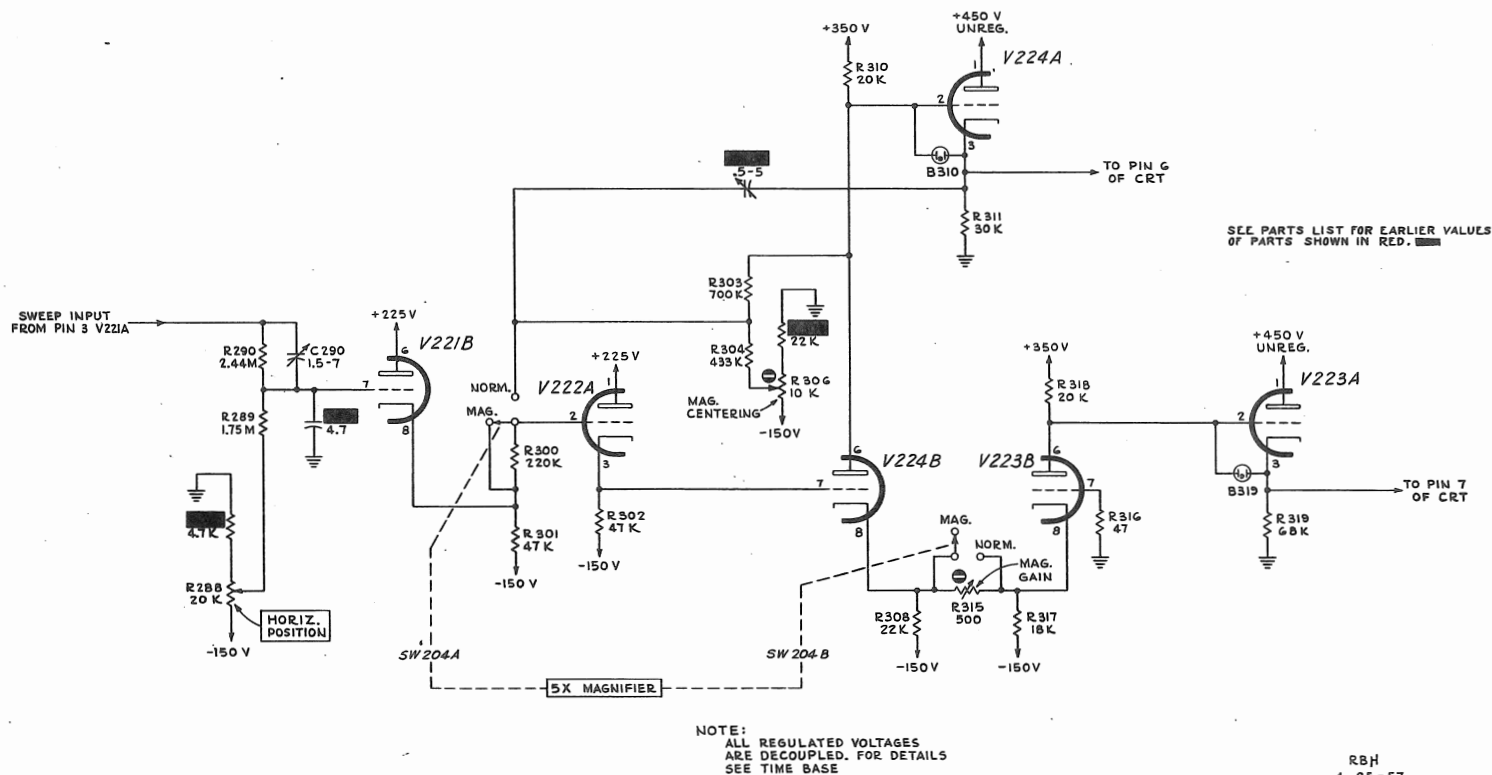 +350 V
+450 V
UNREG.
R310
20K
1
V224A
2
3
B310
TO PIN 6
OF CRT
.5-5
R311
30K
SEE PARTS LIST FOR EARLIER VALUES
OF PARTS SHOWN IN RED.
SWEEP INPUT
FROM PIN 3 V221A
R290
2.44M
C290
1.5-7
+225V
6
V221B
7
8
R289
1.75M
4.7
4.7K
R288
20K
HORIZ.
POSITION
-150V
NORM.
MAG.
+225V
V222A
1
2
3
R300
220K
R301
47K
-150 V
R302
47K
-150V
R303
700K
R304
433K
22K
R306
10K
MAG.
CENTERING
-150V
6
V224B
7
8
+350V
R318
20K
V223B
6
7
8
R316
47
MAG.
NORM.
MAG.
GAIN
R308
22K
-150V
R315
500
R317
18K
-150V
+450 V
UNREG.
1
V223A
2
3
B319
TO PIN 7
OF CRT
R319
68K
SW204A
5X MAGNIFIER
SW 204B
NOTE:
ALL REGULATED VOLTAGES
ARE DECOUPLED. FOR DETAILS
SEE TIME BASE
RBH